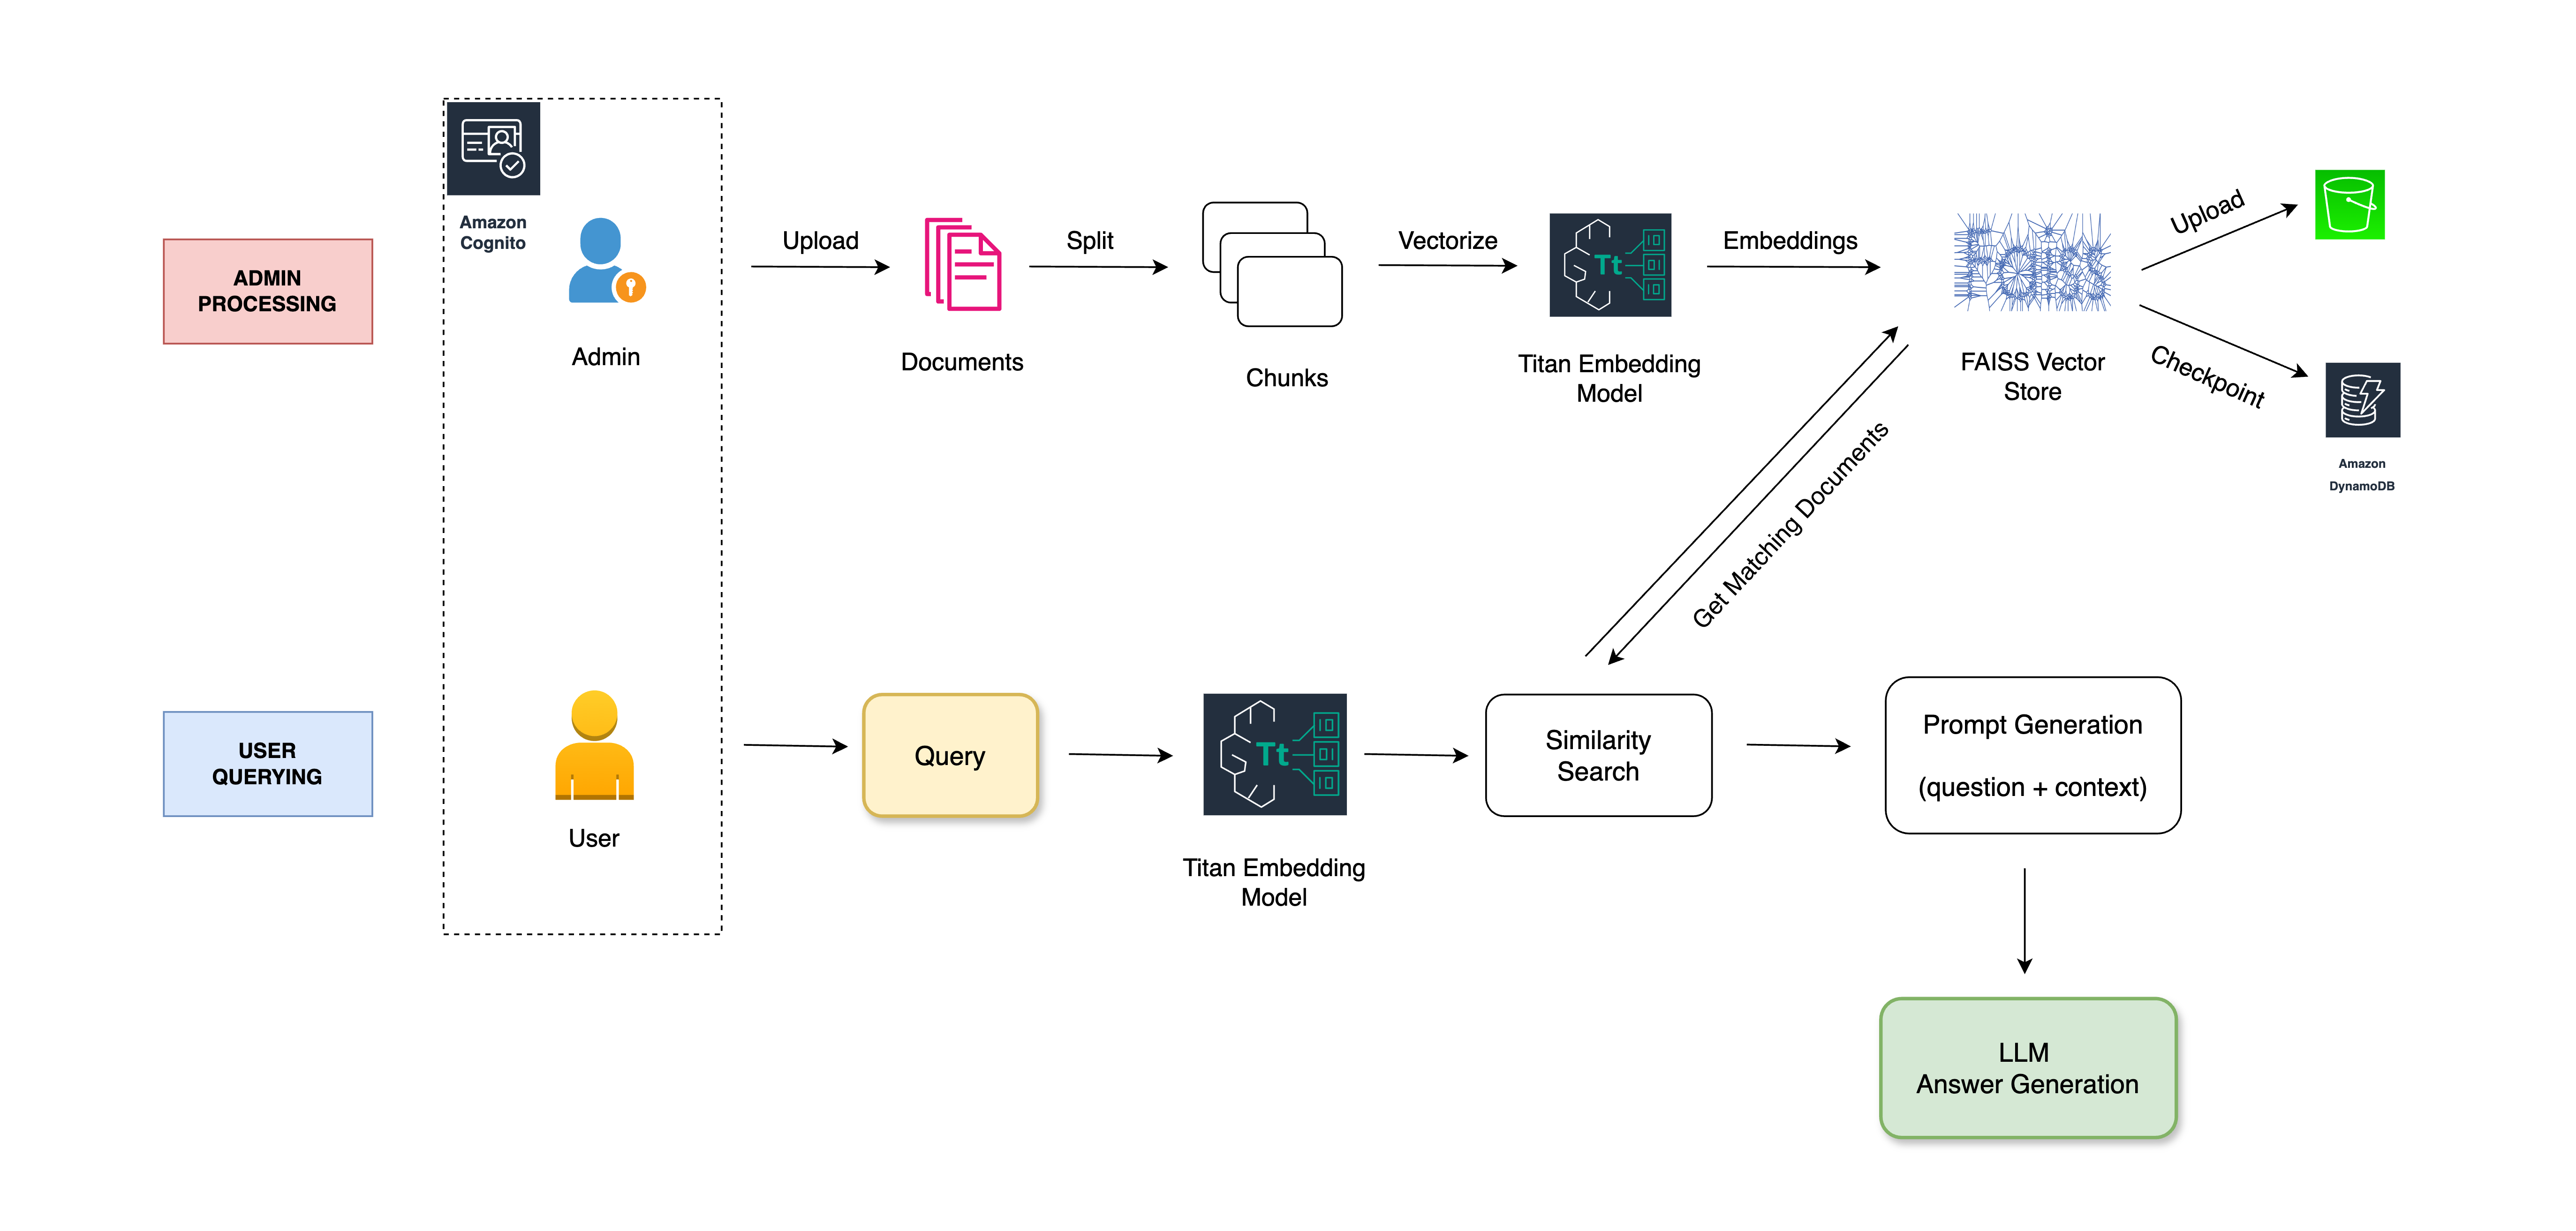 Amazon
Cognito
ADMIN
PROCESSING
Admin
Upload
Documents
Split
Chunks
Vectorize
Tt
Titan Embedding
Model
Embeddings
FAISS Vector
Store
Upload
Checkpoint
Amazon
DynamoDB
Get Matching Documents
USER
QUERYING
User
Query
Tt
Titan Embedding
Model
Similarity
Search
Prompt Generation
(question + context)
LLM
Answer Generation